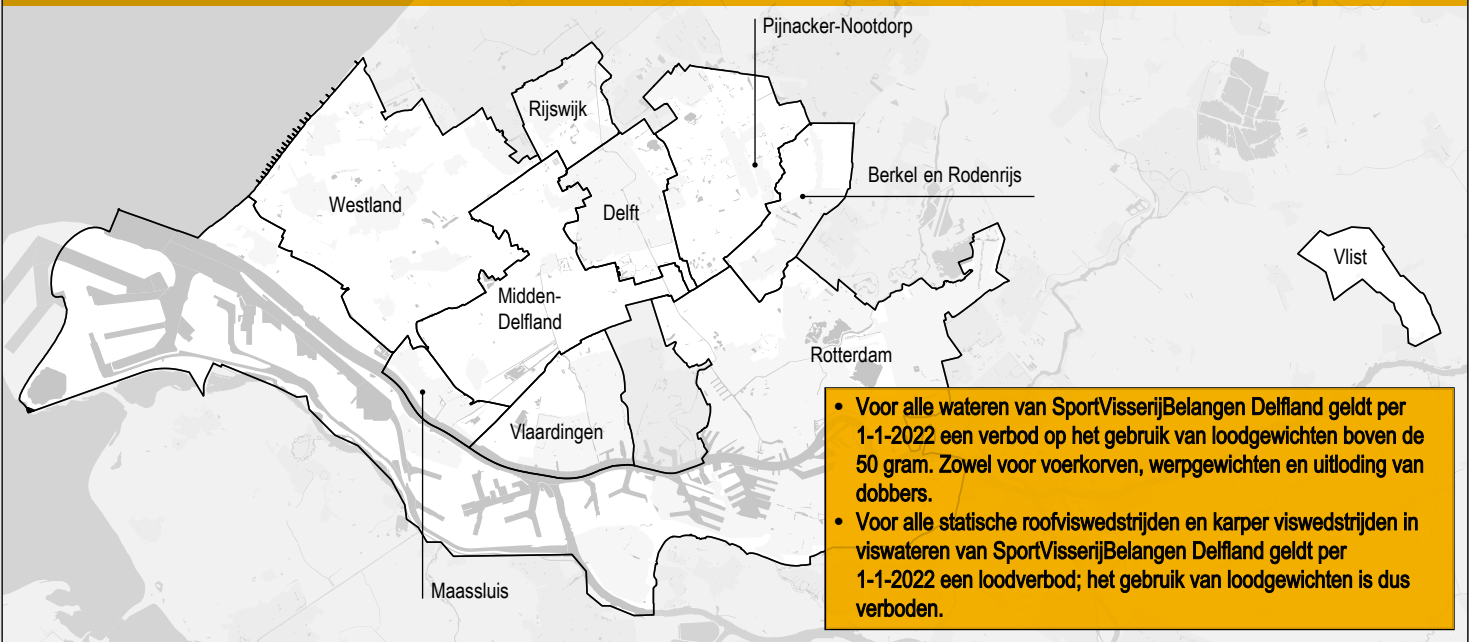 Pijnacker-Nootdorp
Rijswijk
Berkel en Rodenrijs
Westland
Delft
Vlist
Midden-
Delfland
Rotterdam
Vlaardingen
Maassluis
• Voor alle wateren van SportVisserijBelangen Delfland geldt per
1-1-2022 een verbod op het gebruik van loodgewichten boven de
50 gram. Zowel voor voerkorven, werpgewichten en uitloding van
dobbers.
• Voor alle statische roofviswedstrijden en karper viswedstrijden in
viswateren van SportVisserijBelangen Delfland geldt per
1-1-2022 een loodverbod; het gebruik van loodgewichten is dus
verboden.